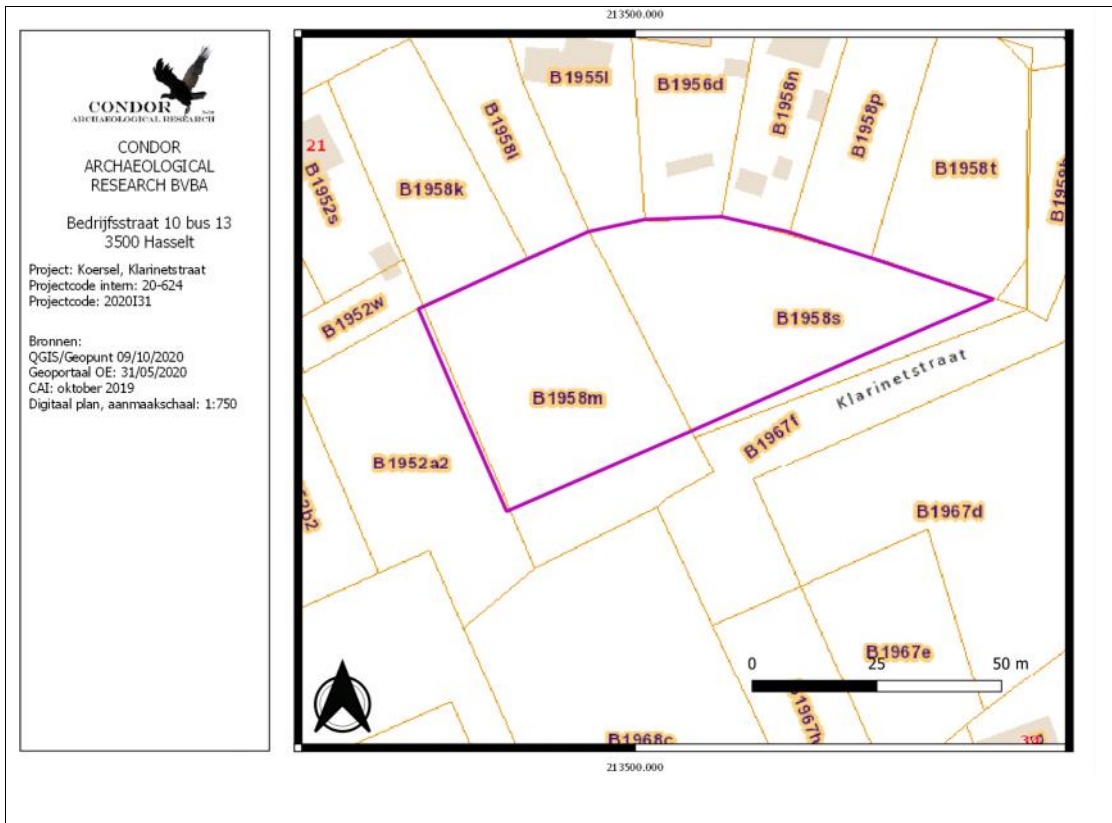 213500.000
CONDOR
ARCHAEOLOGICAL RESEARCH
CONDOR
ARCHAEOLOGICAL
RESEARCH BVBA
Bedrijfsstraat 10 bus 13
3500 Hasselt
Project: Koersel, Klarinetstraat
Projectcode intern: 20-624
Projectcode: 2020I31
Bronnen:
QGIS/Geopunt 09/10/2020
Geoportaal OE: 31/05/2020
CAI: oktober 2019
Digitaal plan, aanmaakschaal: 1:750
B1955l
B1956d
B1958n
B1958p
B1958l
21
B1952s
B1958k
B1958t
B1952w
B1958s
Klarinetstraat
B1958m
B1967f
B1952a2
B1967d
B1967e
0 25 50 m
B1967h
B1968c
213500.000